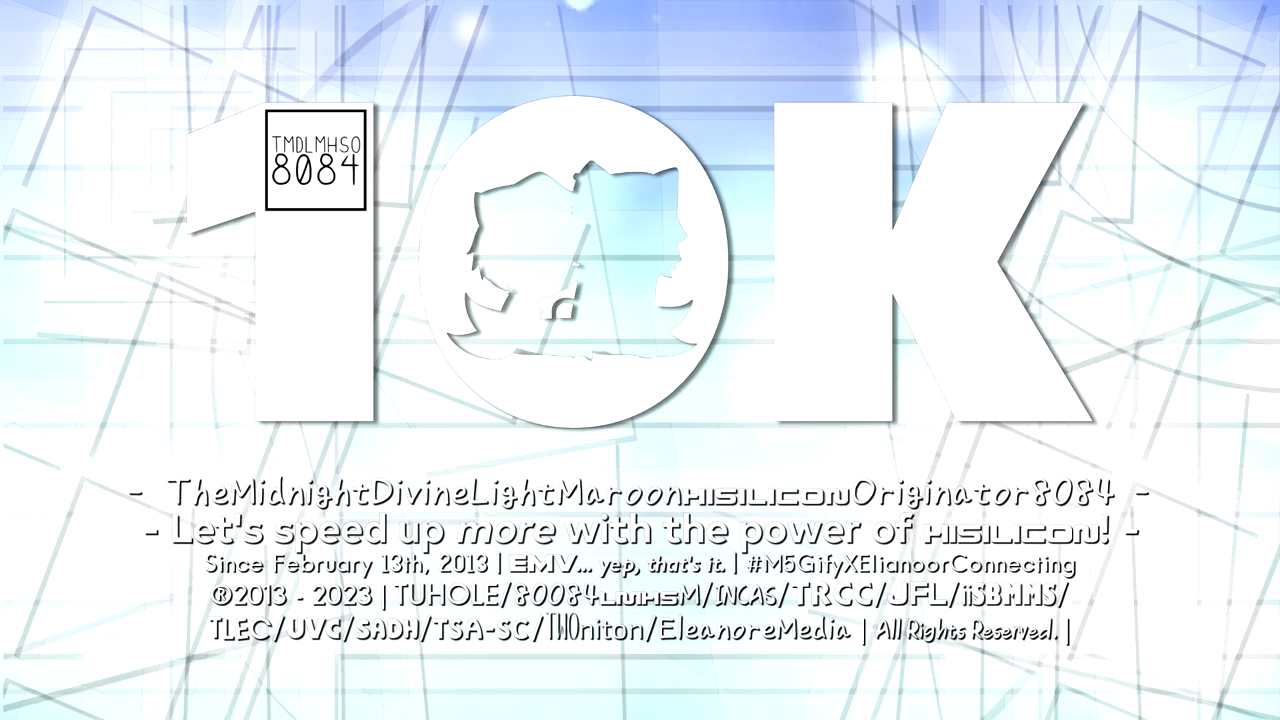 10K
TMDLMHSO
8084
- TheMidnightDivineLightMaroonHISILICONOriginator8084 -
- Let's speed up more with the power of HISILICON! -
Since February 13th, 2013 | EMV... yep, that's it. | #M5GifyXElianoorConnecting
®2013 - 2023 | TUHOLE/80084LMHSM/INCAS/TRCC/JFL/iiSBMMS/
TLEC/UVC/SADH/TSA-SC/TWOniton/EleanoreMedia | All Rights Reserved. |